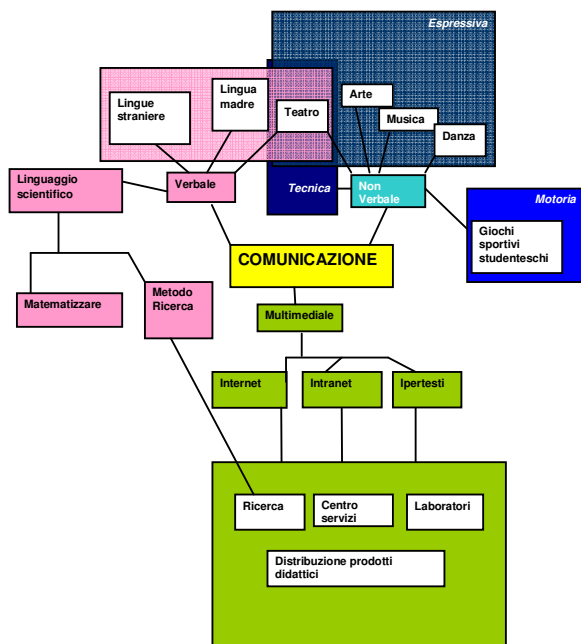 Espressiva
Lingue
straniere
Lingua
madre
Teatro
Arte
Musica
Danza
Linguaggio
scientifico
Verbale
Tecnica
Non
Verbale
Motoria
Giochi
sportivi
studenteschi
COMUNICAZIONE
Matematizzare
Metodo
Ricerca
Multimediale
Internet
Intranet
Ipertesti
Ricerca
Centro
servizi
Laboratori
Distribuzione prodotti
didattici